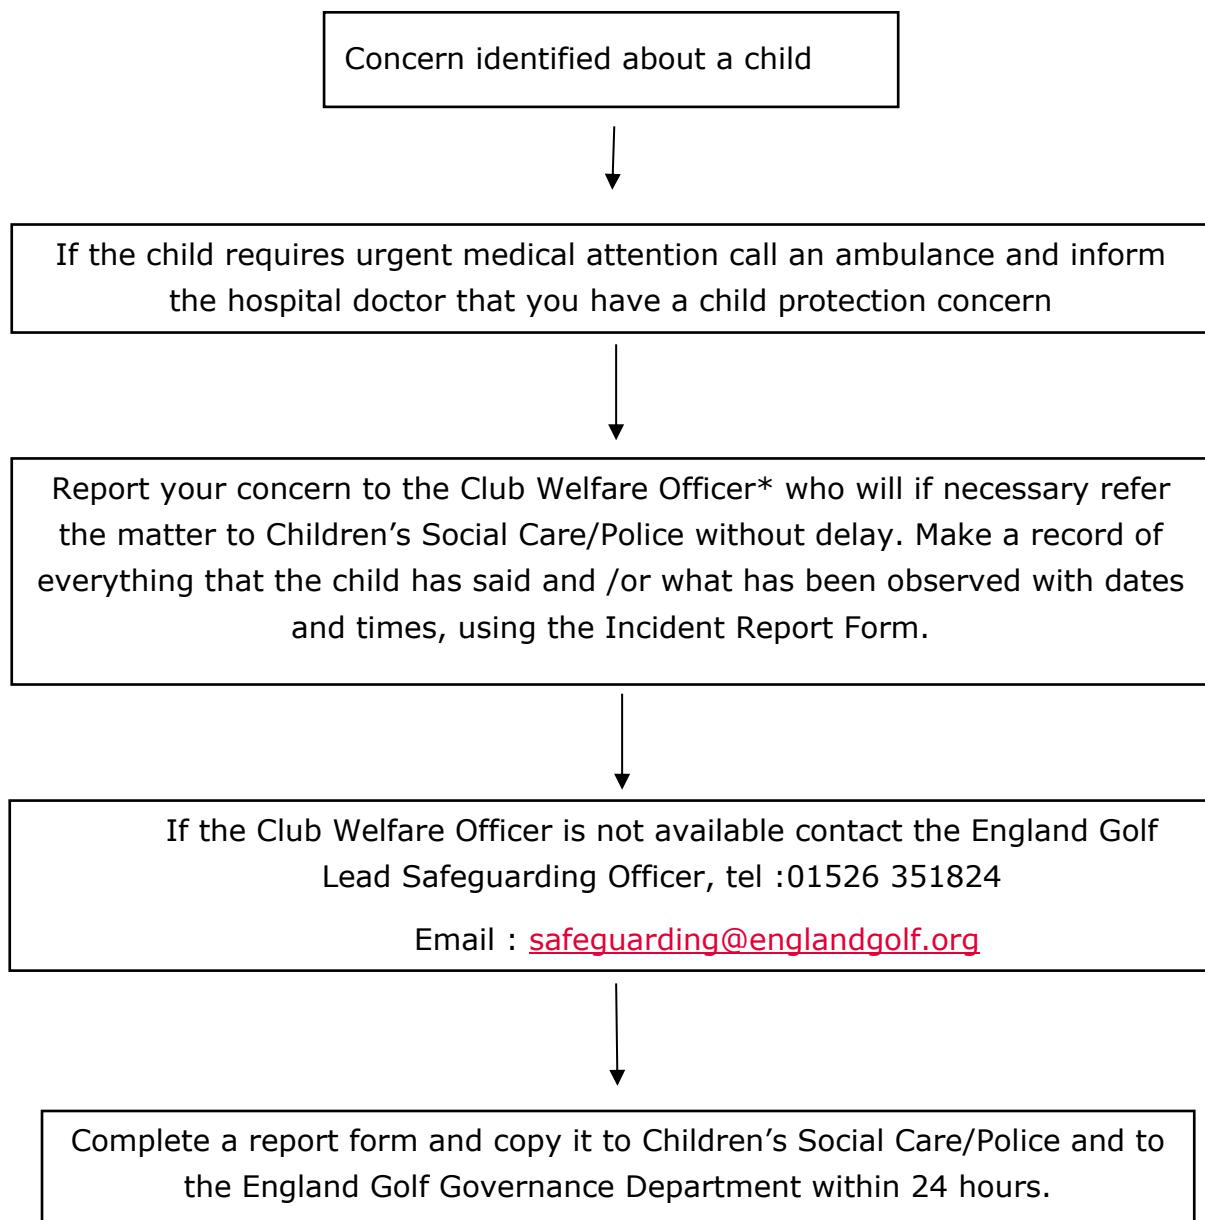 Concern identified about a child
If the child requires urgent medical attention call an ambulance and inform
the hospital doctor that you have a child protection concern
Report your concern to the Club Welfare Officer* who will if necessary refer
the matter to Children’s Social Care/Police without delay. Make a record of
everything that the child has said and /or what has been observed with dates
and times, using the Incident Report Form.
If the Club Welfare Officer is not available contact the England Golf
Lead Safeguarding Officer, tel :01526 351824
Email : safeguarding@englandgolf.org
Complete a report form and copy it to Children’s Social Care/Police and to
the England Golf Governance Department within 24 hours.